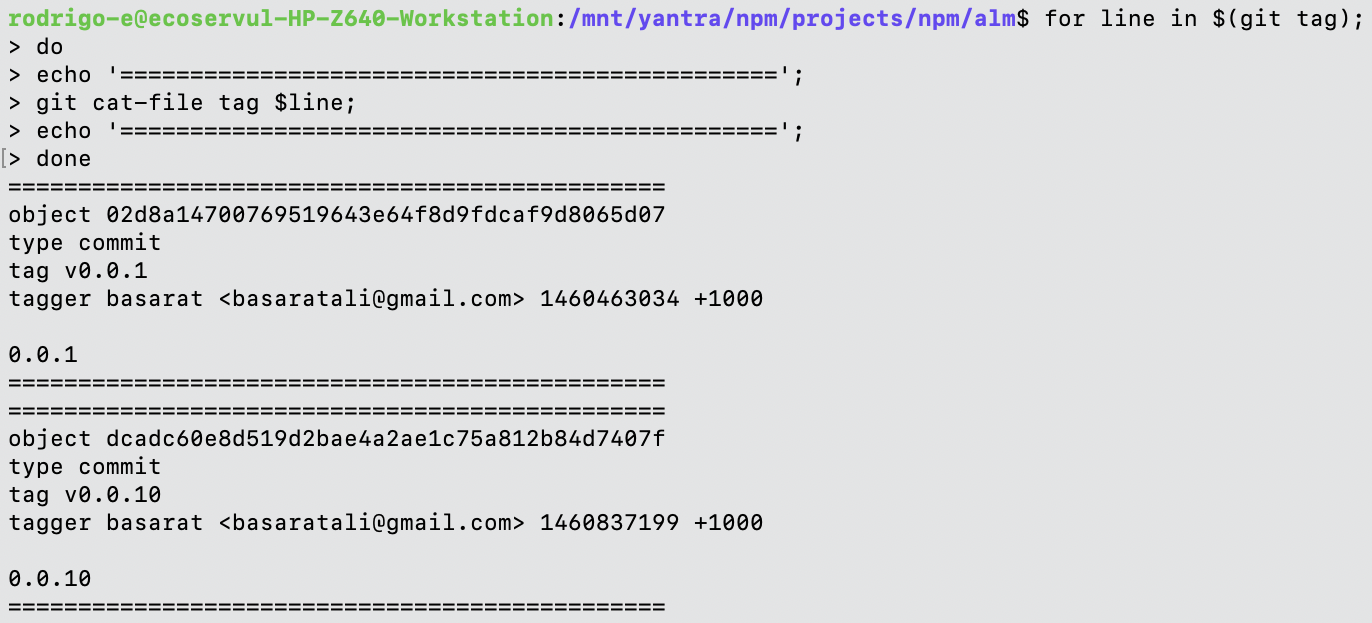 rodrigo-e@ecoservul-HP-Z640-Workstation:/mnt/yantra/npm/projects/npm/alm$ for line in $(git tag);
> do
> echo '===============================================';
> git cat-file tag $line;
> echo '===============================================';
[> done
===============================================
object 02d8a14700769519643e64f8d9fdcaf9d8065d07
type commit
tag v0.0.1
tagger basarat <basaratali@gmail.com> 1460463034 +1000

0.0.1
===============================================
===============================================
object dcadc60e8d519d2bae4a2ae1c75a812b84d7407f
type commit
tag v0.0.10
tagger basarat <basaratali@gmail.com> 1460837199 +1000

0.0.10
===============================================